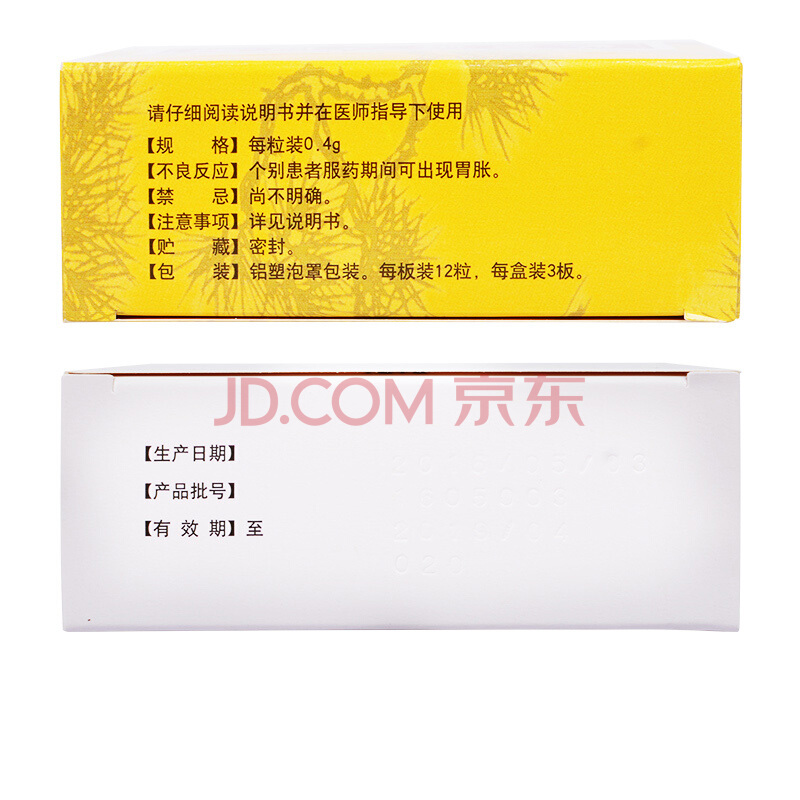 请仔细阅读说明书并在医师指导下使用
【规　　格】每粒装0.4g
【不良反应】个别患者服药期间可出现胃胀。
【禁　　忌】尚不明确。
【注意事项】详见说明书。
【贮　　藏】密封。
【包　　装】铝塑泡罩包装。每板装12粒，每盒装3板。
JD.COM 京东
【生产日期】
【产品批号】
【有 效 期】至